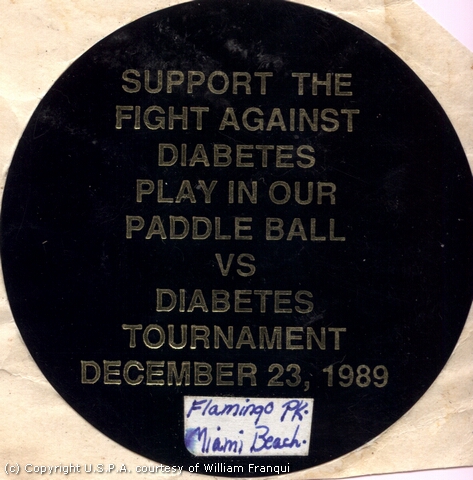 SUPPORT THE
FIGHT AGAINST
DIABETES
PLAY IN OUR
PADDLE BALL
VS
DIABETES
TOURNAMENT
DECEMBER 23, 1989
Flamingo PK.
Miami Beach.
(c) Copyright U.S.P.A. courtesy of William Franqui